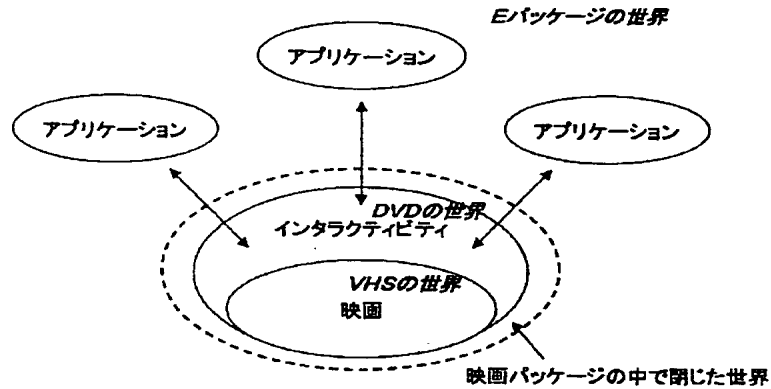 Eパッケージの世界
アプリケーション
アプリケーション
アプリケーション
DVDの世界
インタラクティビティ
VHSの世界
映画
映画パッケージの中で閉じた世界